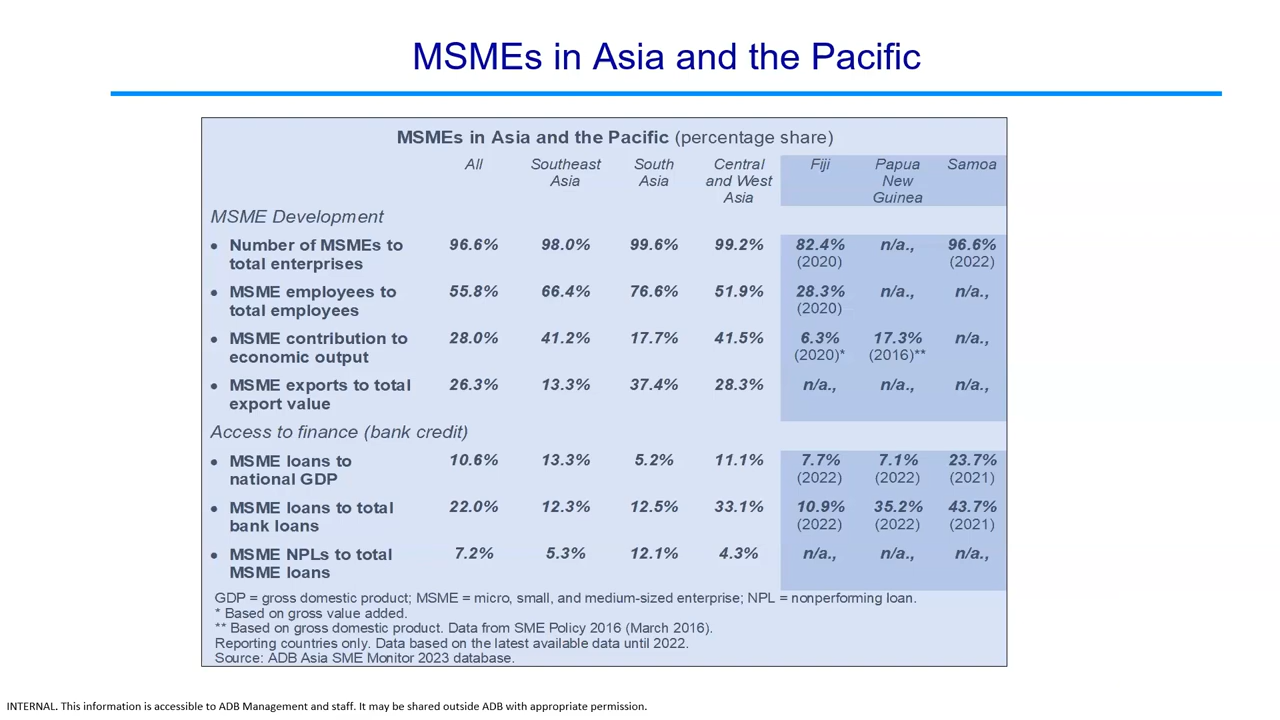 MSMEs in Asia and the Pacific
MSMEs in Asia and the Pacific (percentage share)
All Southeast Asia South Asia Central and West Asia Fiji Papua New Guinea Samoa
MSME Development
• Number of MSMEs to total enterprises 96.6% 98.0% 99.6% 99.2% 82.4% (2020) n/a., 96.6% (2022)
• MSME employees to total employees 55.8% 66.4% 76.6% 51.9% 28.3% (2020) n/a., n/a.,
• MSME contribution to economic output 28.0% 41.2% 17.7% 41.5% 6.3% (2020)* 17.3% (2016)** n/a.,
• MSME exports to total export value 26.3% 13.3% 37.4% 28.3% n/a., n/a., n/a.,
Access to finance (bank credit)
• MSME loans to national GDP 10.6% 13.3% 5.2% 11.1% 7.7% (2022) 7.1% (2022) 23.7% (2021)
• MSME loans to total bank loans 22.0% 12.3% 12.5% 33.1% 10.9% (2022) 35.2% (2022) 43.7% (2021)
• MSME NPLs to total MSME loans 7.2% 5.3% 12.1% 4.3% n/a., n/a., n/a.,
GDP = gross domestic product; MSME = micro, small, and medium-sized enterprise; NPL = nonperforming loan.
* Based on gross value added.
** Based on gross domestic product. Data from SME Policy 2016 (March 2016).
Reporting countries only. Data based on the latest available data until 2022.
Source: ADB Asia SME Monitor 2023 database.
INTERNAL. This information is accessible to ADB Management and staff. It may be shared outside ADB with appropriate permission.